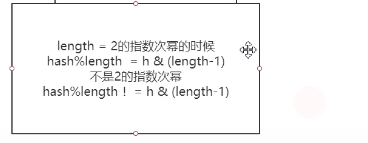 length = 2的指数次幂的时候
hash%length  = h & (length-1)
不是2的指数次幂
hash%length！= h & (length-1)